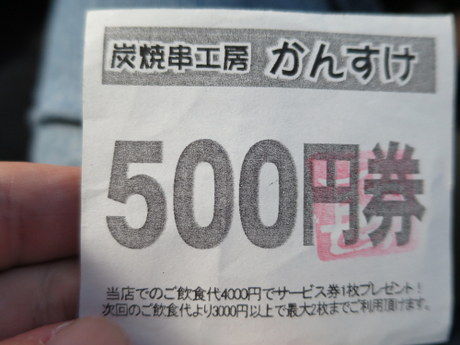 炭焼串工房 かんすけ
500円券
当店でのご飲食代4000円でサービス券1枚プレゼント!
次回のご飲食代より3000円以上で最大2枚までご利用頂けます。